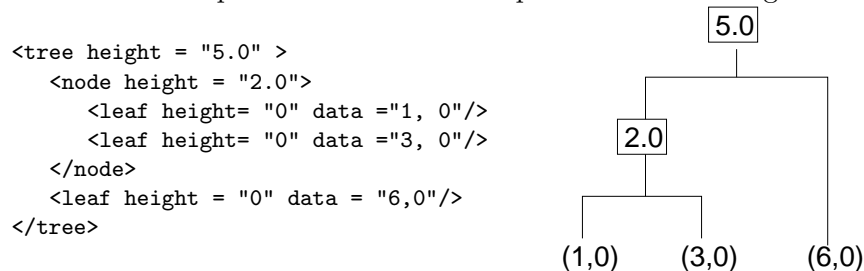 5.0
<tree height = "5.0" >
<node height = "2.0">
<leaf height= "0" data ="1, 0"/>
<leaf height= "0" data ="3, 0"/>
</node>
<leaf height = "0" data = "6,0"/>
</tree>
2.0
(1,0) (3,0) (6,0)